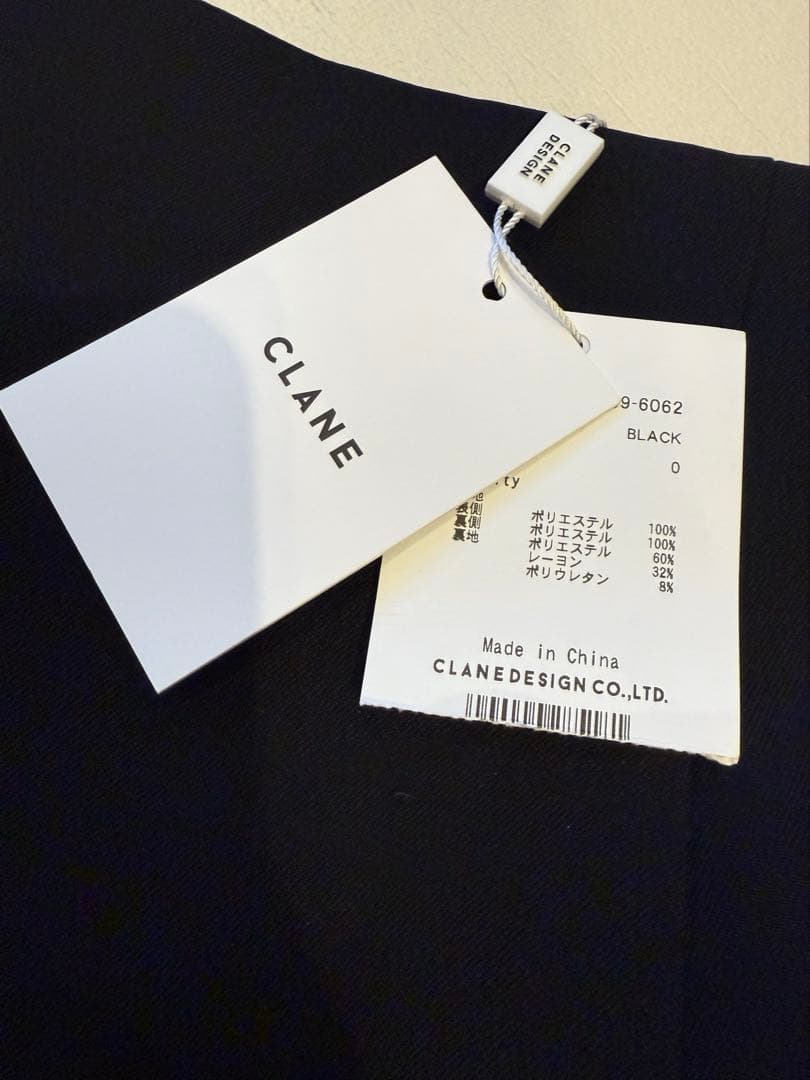 CLANE
DESIGN
CLANE
9-6062
BLACK
0
ty
地
表側 ポリエステル 100%
裏側 ポリエステル 100%
裏地 ポリエステル 60%
レーヨン 32%
ポリウレタン 8%
Made in China
CLANEDESIGN CO.,LTD.